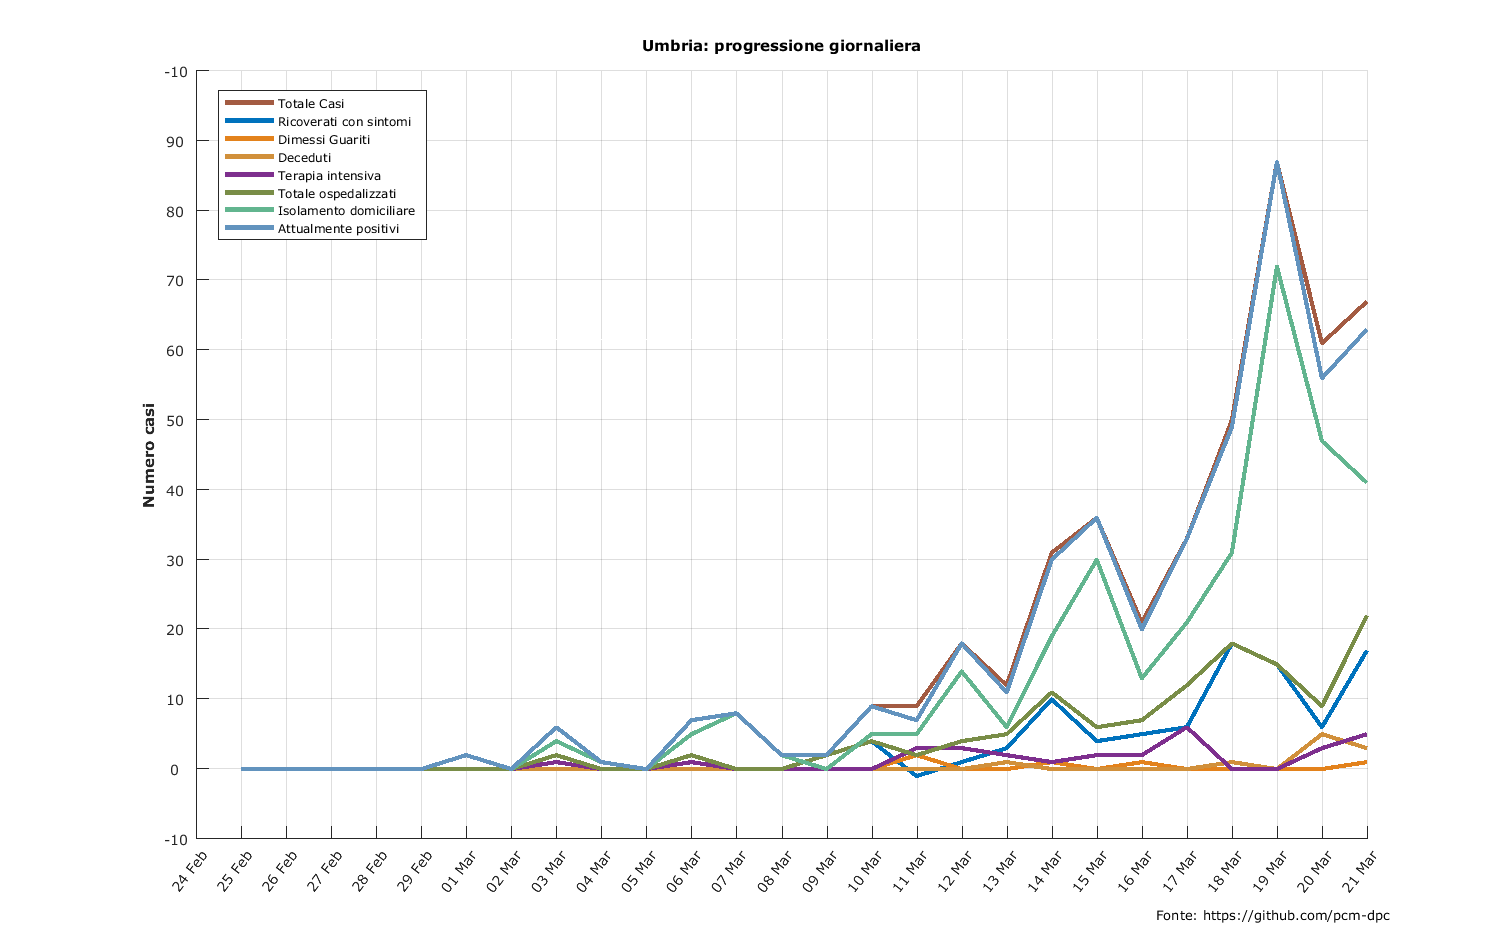 Umbria: progressione giornaliera
-10
90
80
70
60
50
40
30
20
10
0
-10
Numero casi
Totale Casi
Ricoverati con sintomi
Dimessi Guariti
Deceduti
Terapia intensiva
Totale ospedalizzati
Isolamento domiciliare
Attualmente positivi
24 Feb
25 Feb
26 Feb
27 Feb
28 Feb
29 Feb
01 Mar
02 Mar
03 Mar
04 Mar
05 Mar
06 Mar
07 Mar
08 Mar
09 Mar
10 Mar
11 Mar
12 Mar
13 Mar
14 Mar
15 Mar
16 Mar
17 Mar
18 Mar
19 Mar
20 Mar
21 Mar
Fonte: https://github.com/pcm-dpc